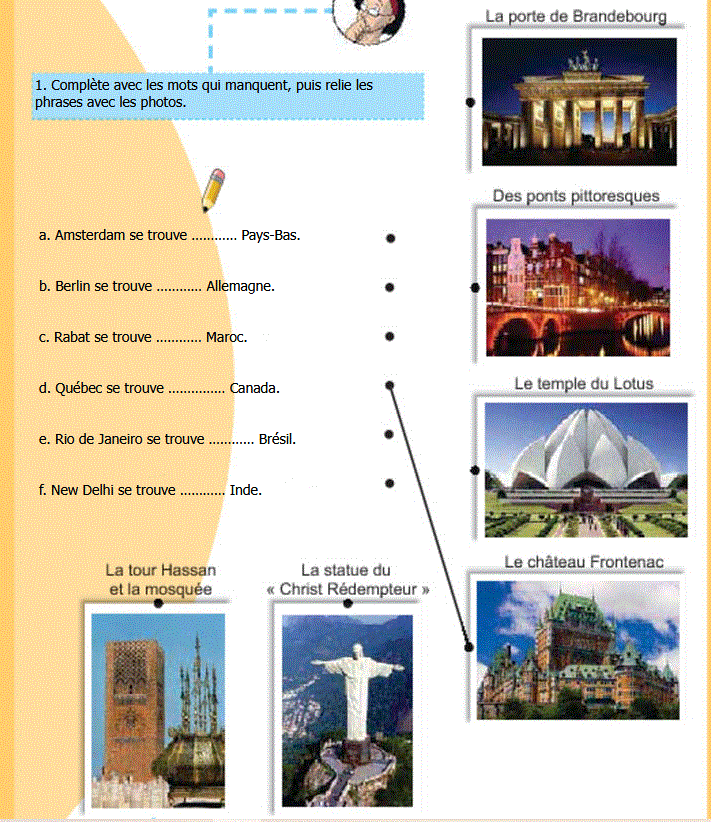 La porte de Brandebourg
1. Complète avec les mots qui manquent, puis relie les
phrases avec les photos.
Des ponts pittoresques
a. Amsterdam se trouve ............ Pays-Bas.
b. Berlin se trouve ............ Allemagne.
c. Rabat se trouve ............ Maroc.
d. Québec se trouve ............... Canada.
e. Rio de Janeiro se trouve ............ Brésil.
f. New Delhi se trouve ............ Inde.
Le temple du Lotus
Le château Frontenac
La tour Hassan
et la mosquée
La statue du
« Christ Rédempteur »